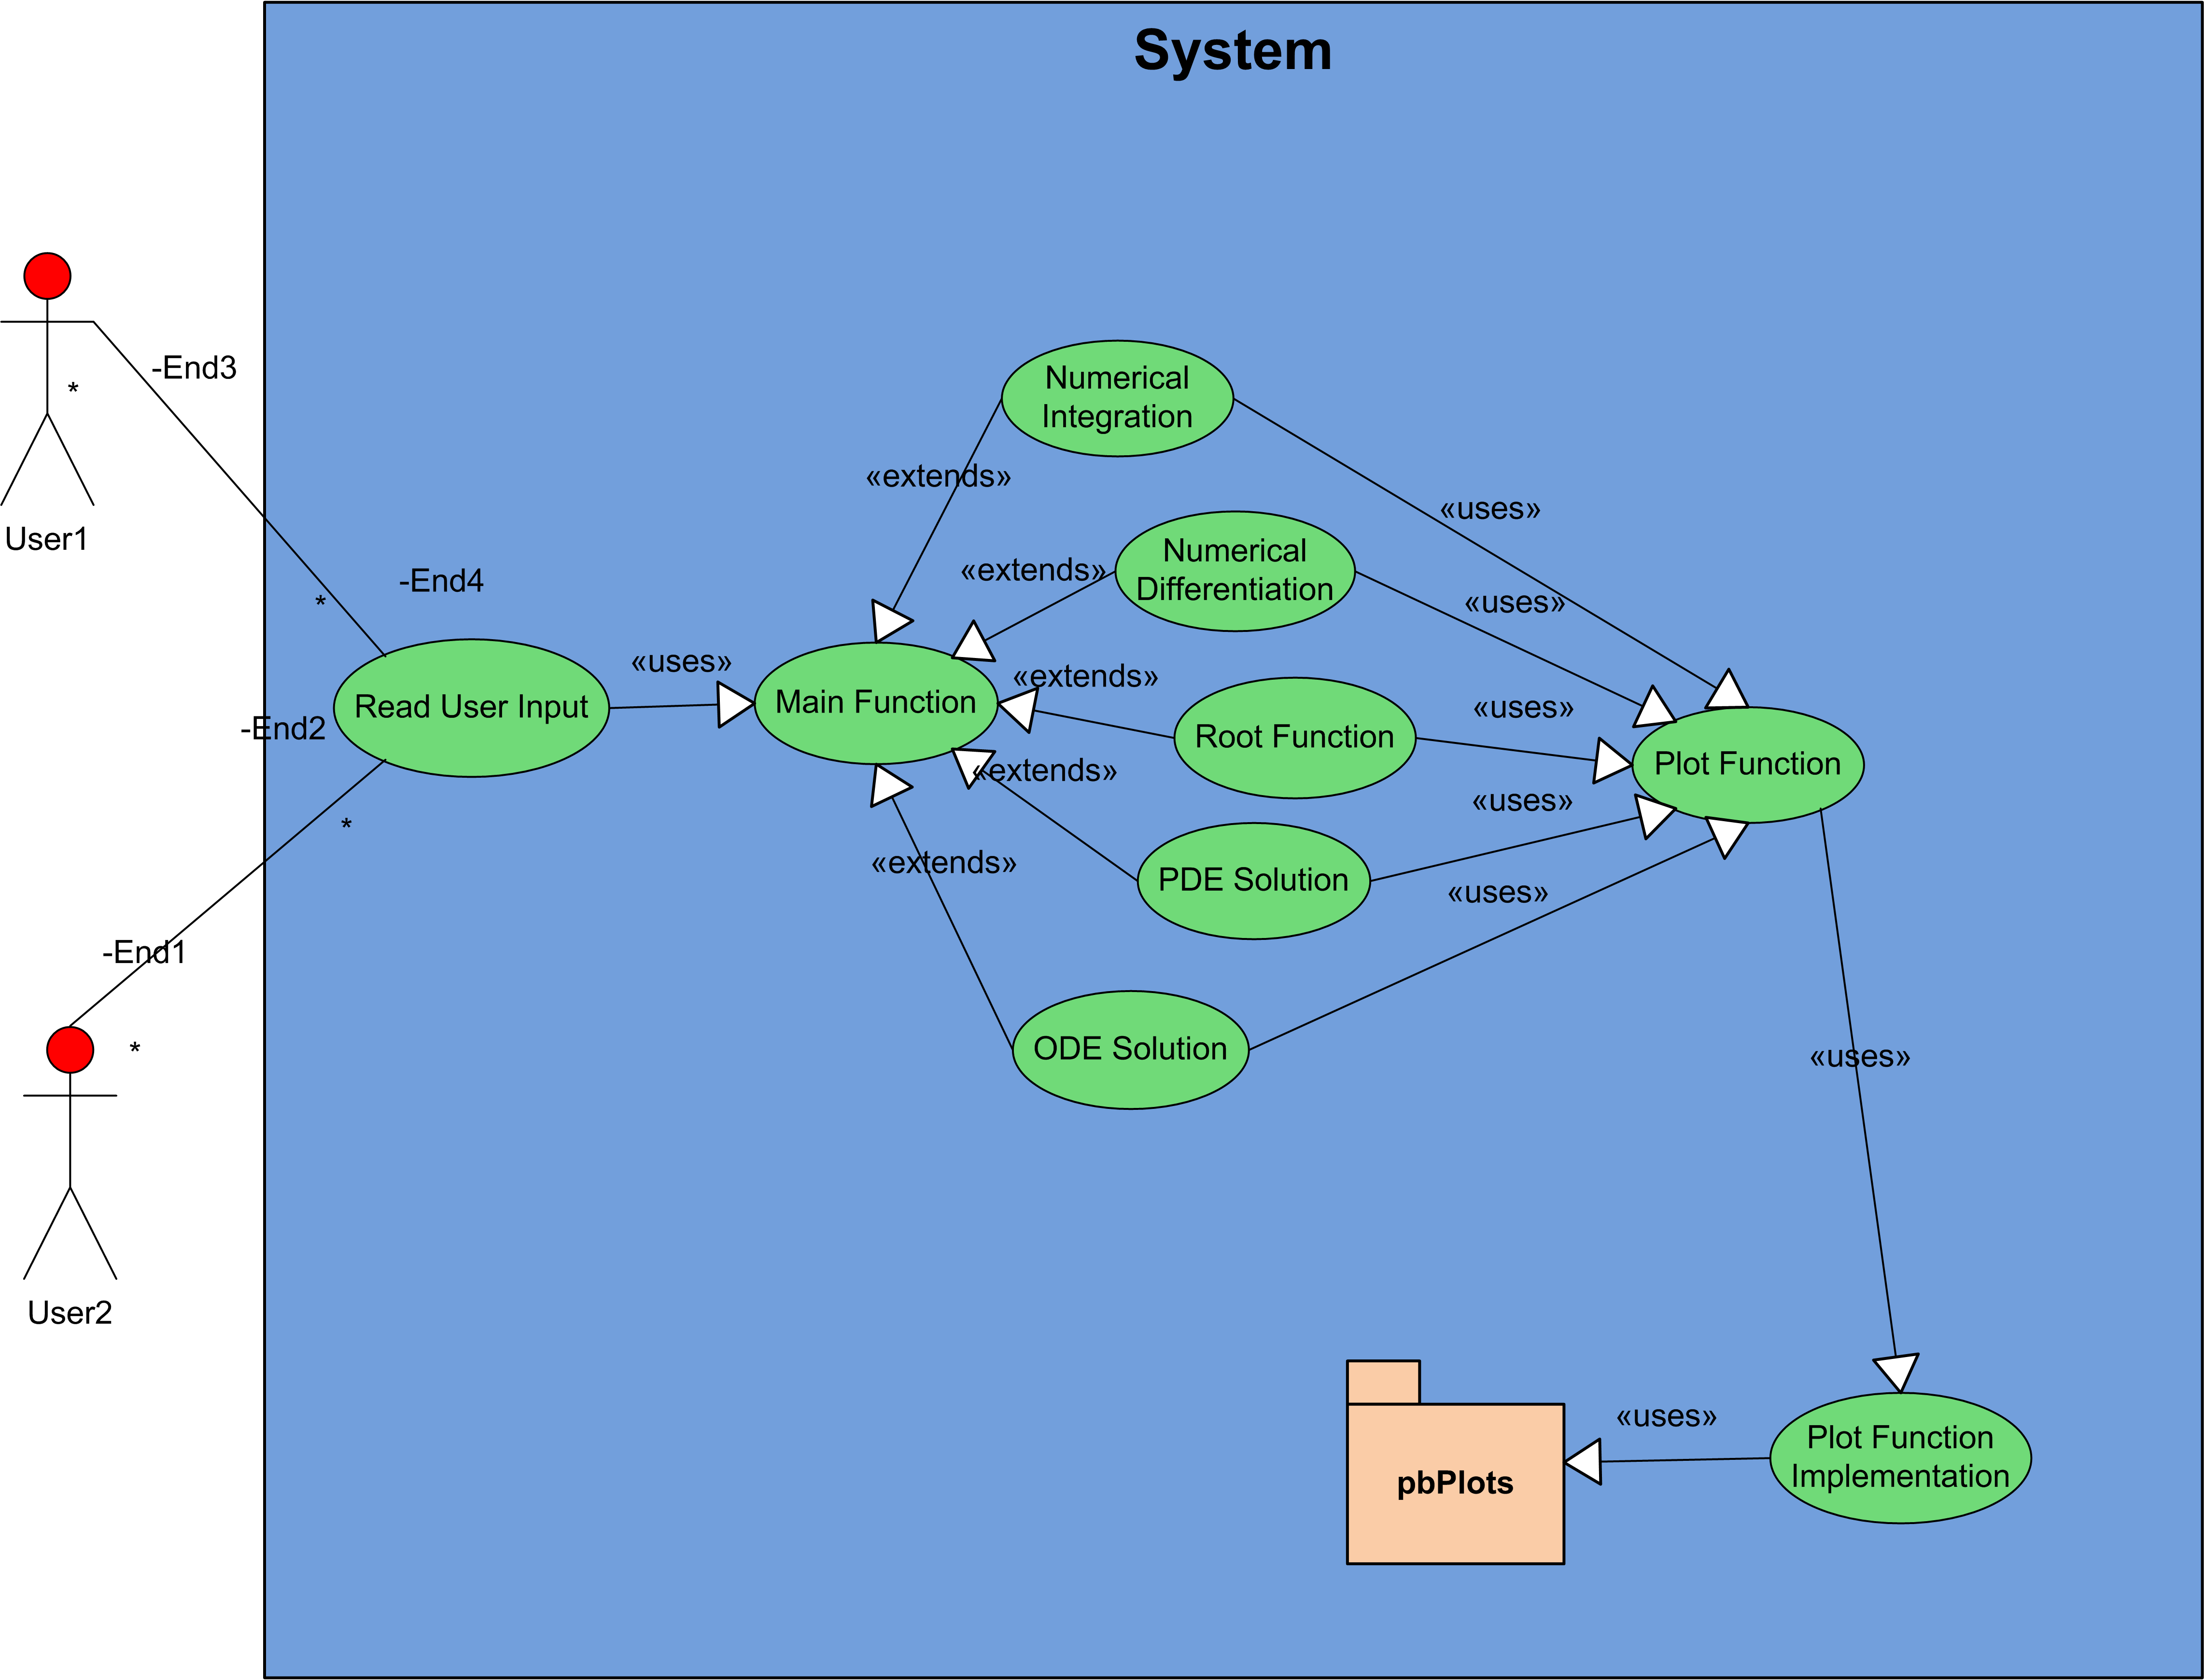 System
-End3
*
User1
-End4
*
Numerical
Integration
«extends»
«uses»
Numerical
Differentiation
«extends»
«uses»
Read User Input
«uses»
Main Function
«extends»
Root Function
«uses»
Plot Function
-End2
*
«extends»
PDE Solution
«uses»
«extends»
ODE Solution
«uses»
-End1
*
User2
«uses»
pbPlots
«uses»
Plot Function
Implementation